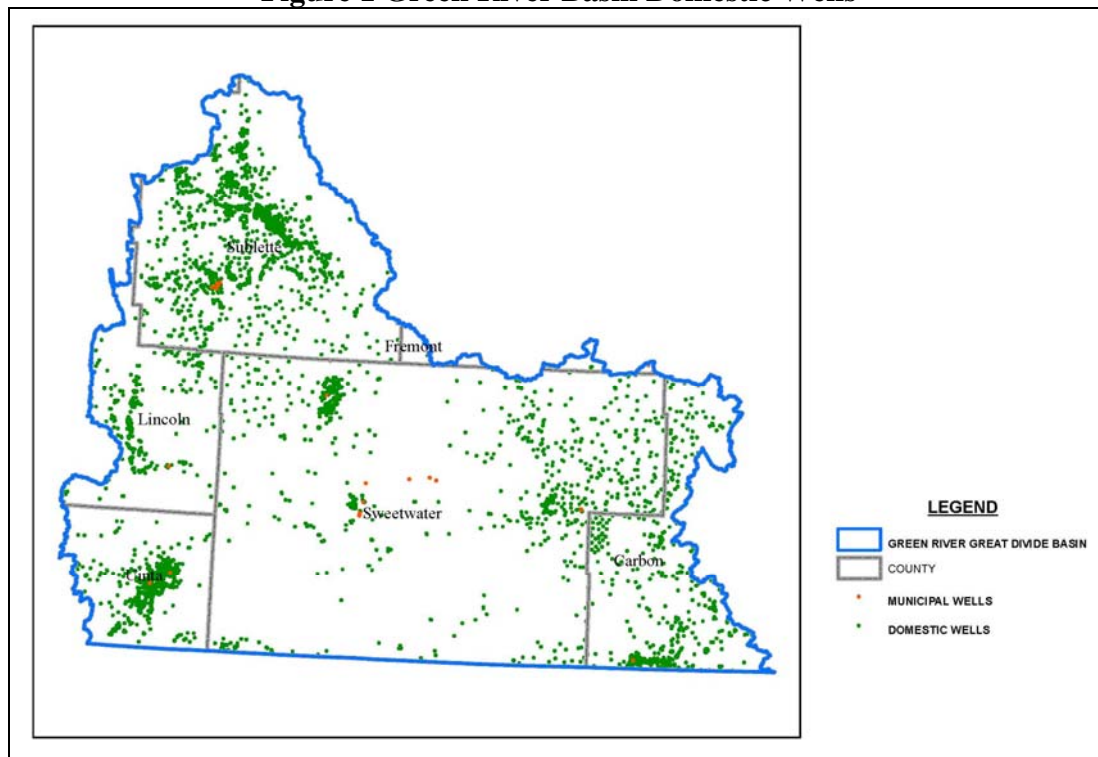 Figure 1 Green River Basin Domestic Wells
Sublette
Fremont
Lincoln
Sweetwater
Uinta
Carbon
LEGEND
GREEN RIVER GREAT DIVIDE BASIN
COUNTY
MUNICIPAL WELLS
DOMESTIC WELLS